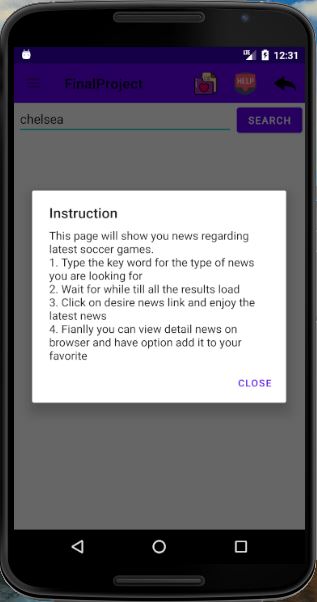 LTE 12:31
FinalProject HELP
chelsea SEARCH
Instruction
This page will show you news regarding
latest soccer games.
1. Type the key word for the type of news
you are looking for
2. Wait for while till all the results load
3. Click on desire news link and enjoy the
latest news
4. Fianlly you can view detail news on
browser and have option add it to your
favorite
CLOSE